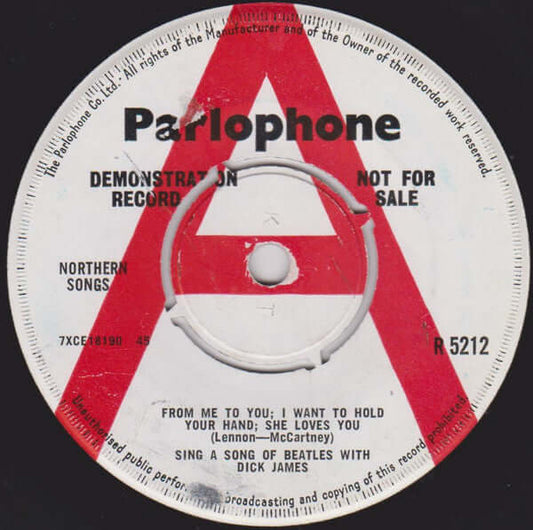 The Parlophone Co. Ltd. All rights of the Manufacturer and of the Owner of the recorded work reserved.
Parlophone
DEMONSTRATION
RECORD
NOT FOR
SALE
NORTHERN
SONGS
7XCE18190 45
R 5212
FROM ME TO YOU; I WANT TO HOLD
YOUR HAND; SHE LOVES YOU
(Lennon—McCartney)
SING A SONG OF BEATLES WITH
DICK JAMES
Unauthorised public perfor broadcasting and copying of this record prohibited.
K
T
T